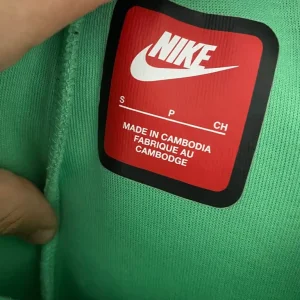 NIKE
S P CH
MADE IN CAMBODIA
FABRIQUE AU
CAMBODGE